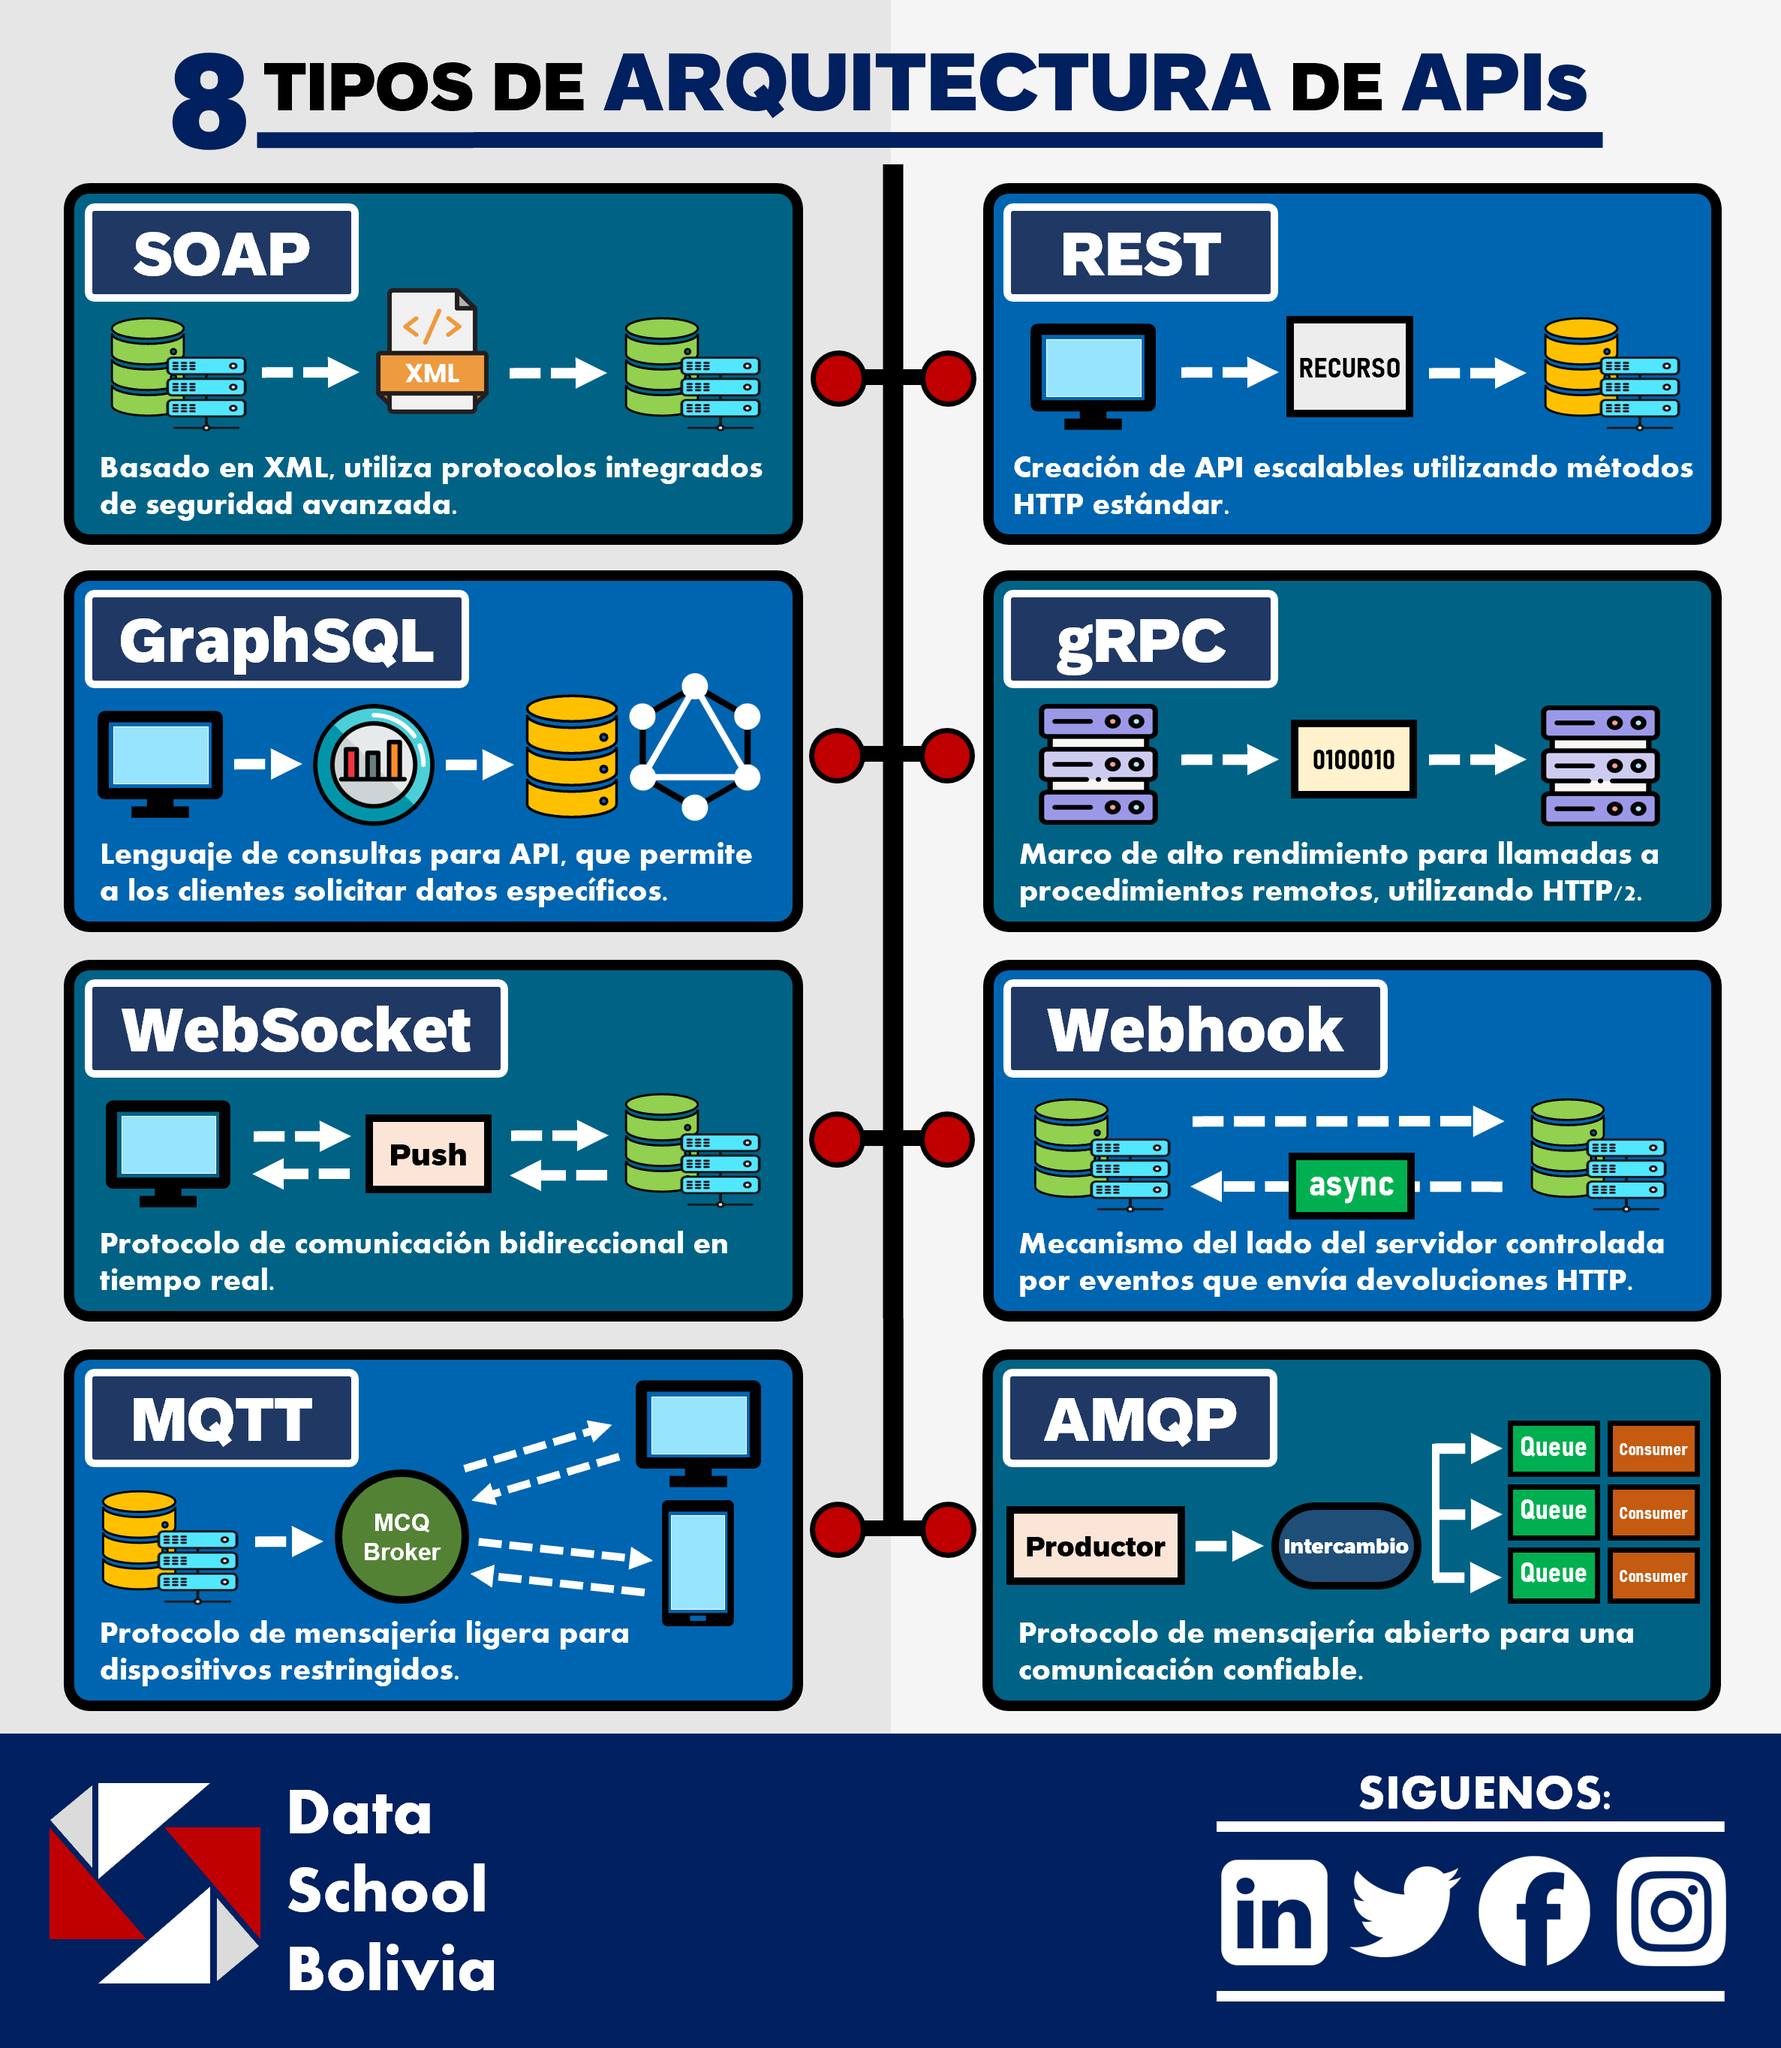 8 TIPOS DE ARQUITECTURA DE APIs
SOAP
XML
Basado en XML, utiliza protocolos integrados
de seguridad avanzada.
REST
RECURSO
Creación de API escalables utilizando métodos
HTTP estándar.
GraphSQL
Lenguaje de consultas para API, que permite
a los clientes solicitar datos específicos.
gRPC
0100010
Marco de alto rendimiento para llamadas a
procedimientos remotos, utilizando HTTP/2.
WebSocket
Push
Protocolo de comunicación bidireccional en
tiempo real.
Webhook
async
Mecanismo del lado del servidor controlada
por eventos que envía devoluciones HTTP.
MQTT
MCQ
Broker
Protocolo de mensajería ligera para
dispositivos restringidos.
AMQP
Productor
Intercambio
Queue Consumer
Queue Consumer
Queue Consumer
Protocolo de mensajería abierto para una
comunicación confiable.
Data
School
Bolivia
SIGUENOS:
in